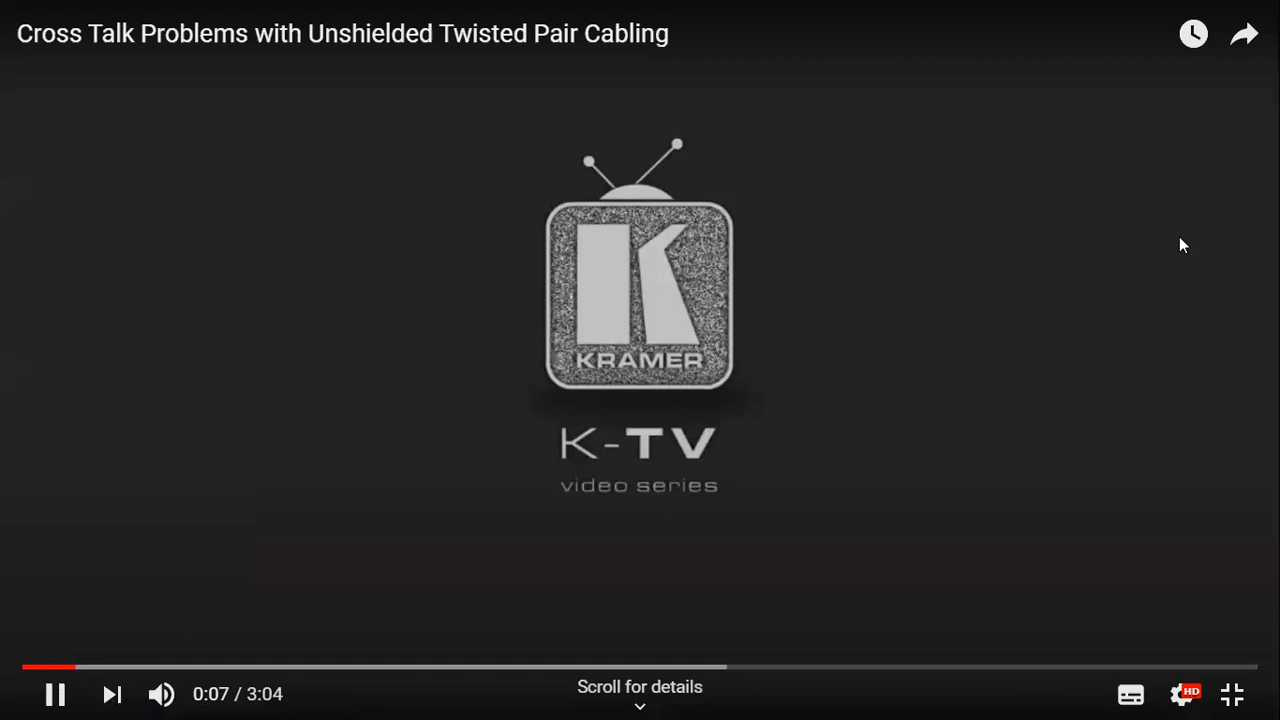 Cross Talk Problems with Unshielded Twisted Pair Cabling
K
KRAMER
K-TV
video series
0:07 / 3:04
Scroll for details
HD